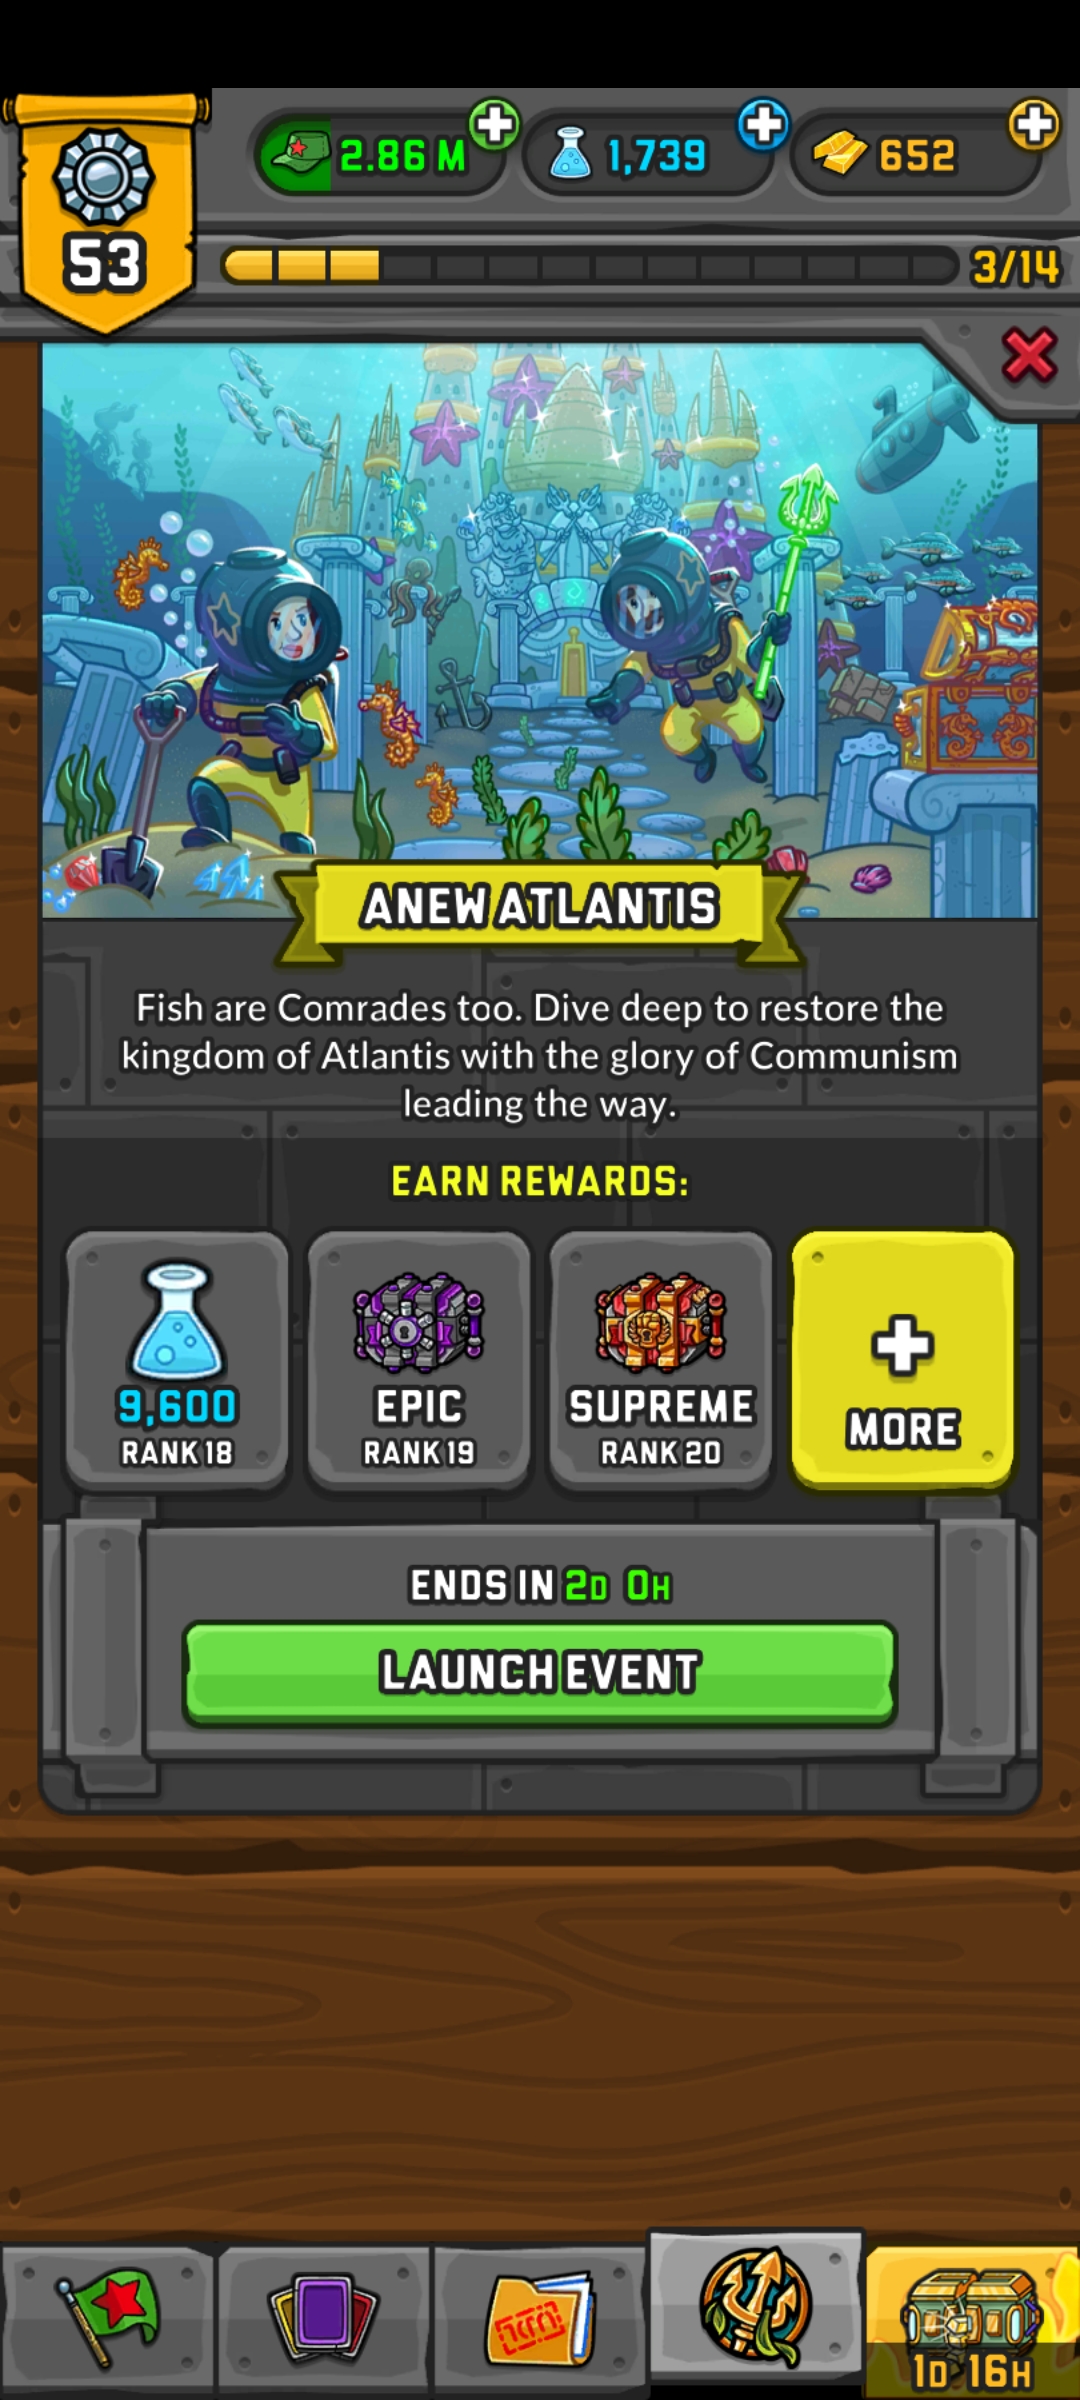 53
2.86 M
1,739
652
3/14
ANEW ATLANTIS
Fish are Comrades too. Dive deep to restore the
kingdom of Atlantis with the glory of Communism
leading the way.
EARN REWARDS:
9,600
RANK 18
EPIC
RANK 19
SUPREME
RANK 20
MORE
ENDS IN 2D 0H
LAUNCH EVENT
1D 16H